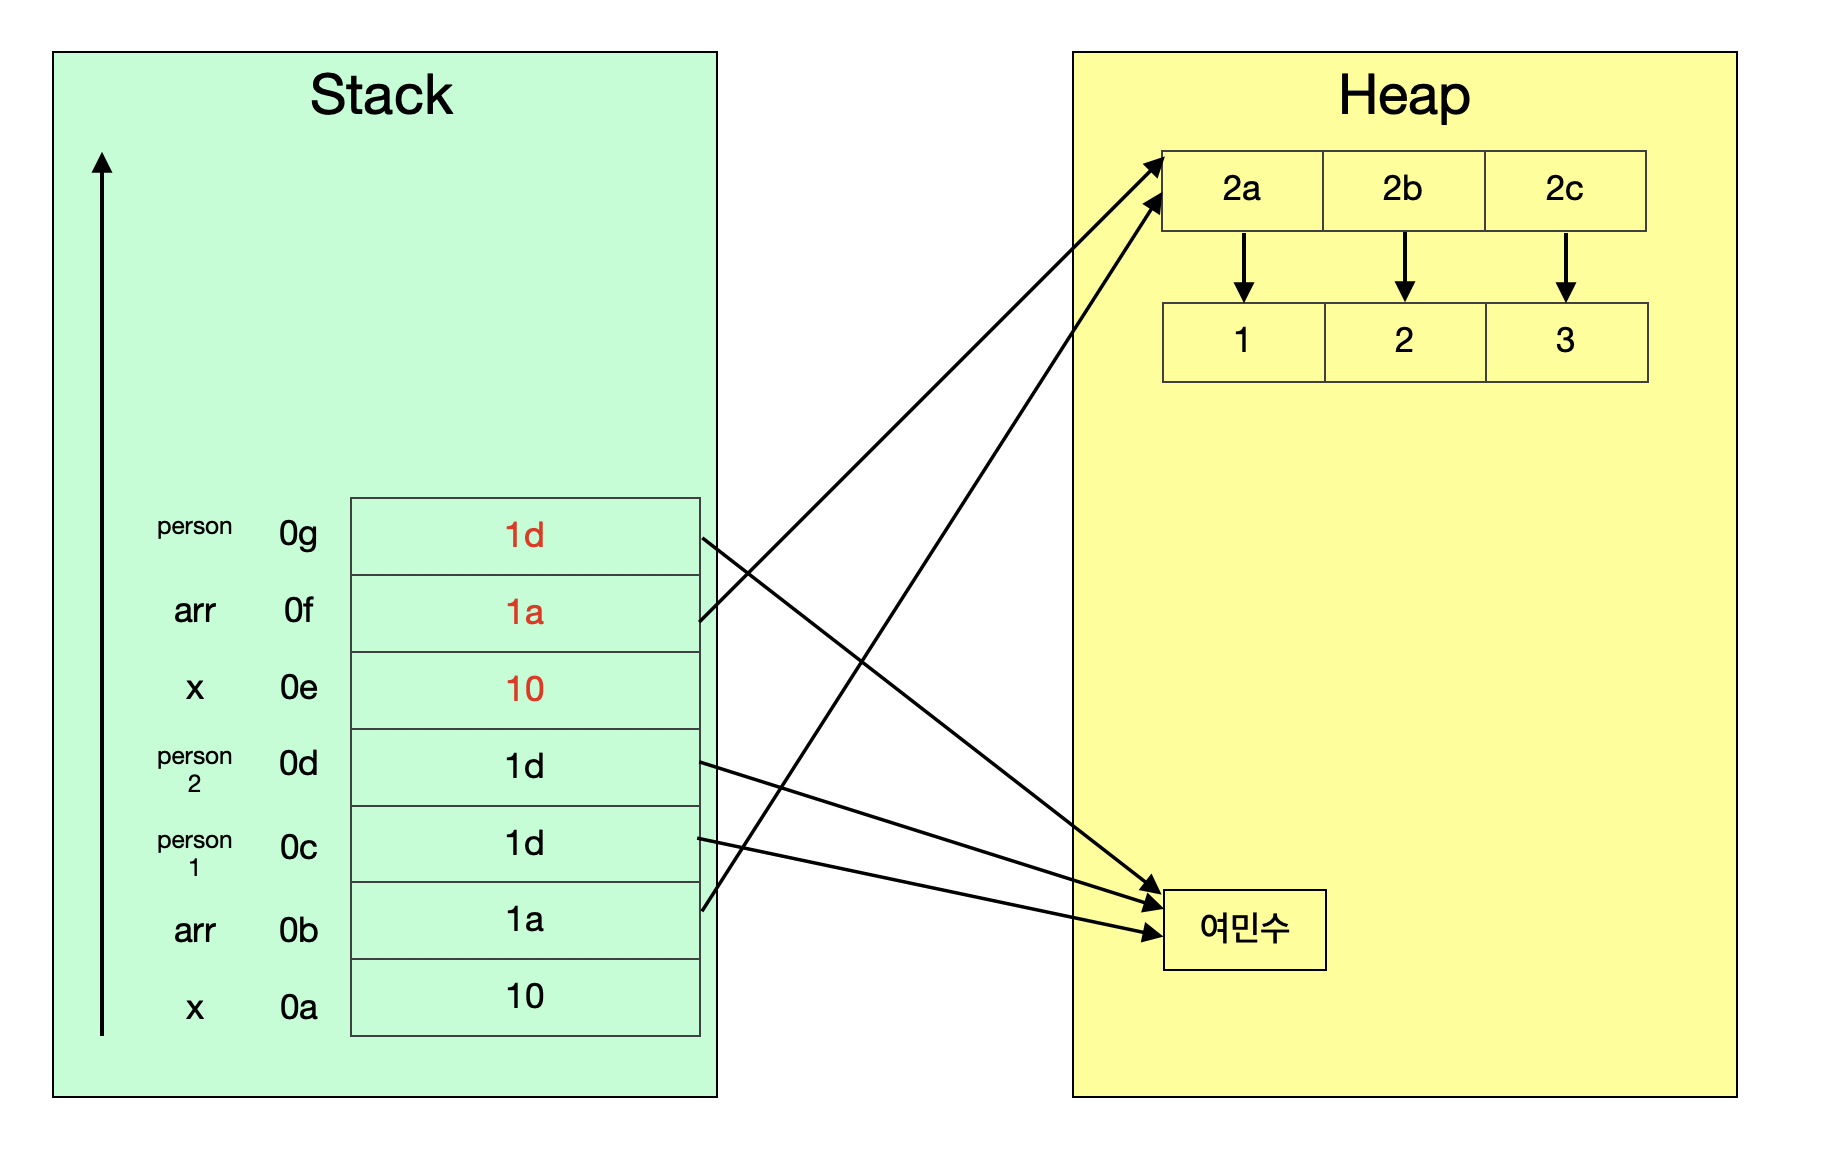 Stack
person 0g 1d
arr 0f 1a
x 0e 10
person
2 0d 1d
person
1 0c 1d
arr 0b 1a
x 0a 10
Heap
2a 2b 2c
1 2 3
여민수